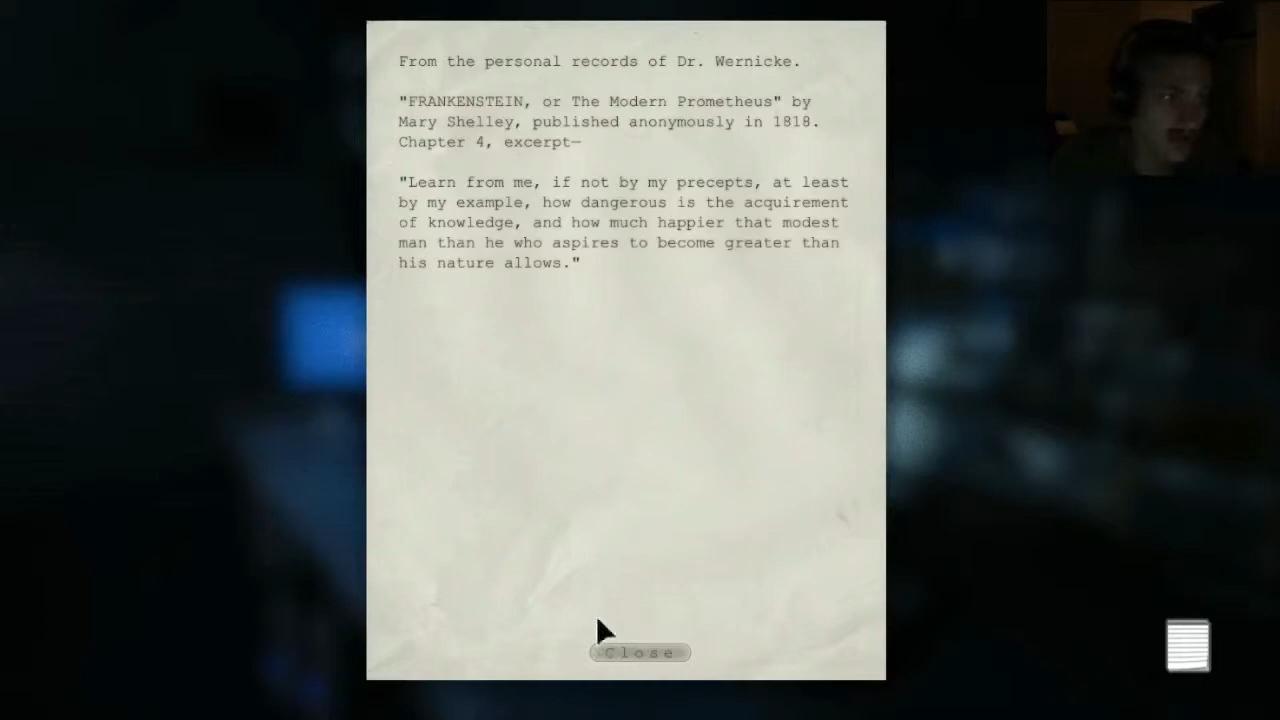 From the personal records of Dr. Wernicke.
"FRANKENSTEIN, or The Modern Prometheus" by
Mary Shelley, published anonymously in 1818.
Chapter 4, excerpt—
"Learn from me, if not by my precepts, at least
by my example, how dangerous is the acquirement
of knowledge, and how much happier that modest
man than he who aspires to become greater than
his nature allows."
Close